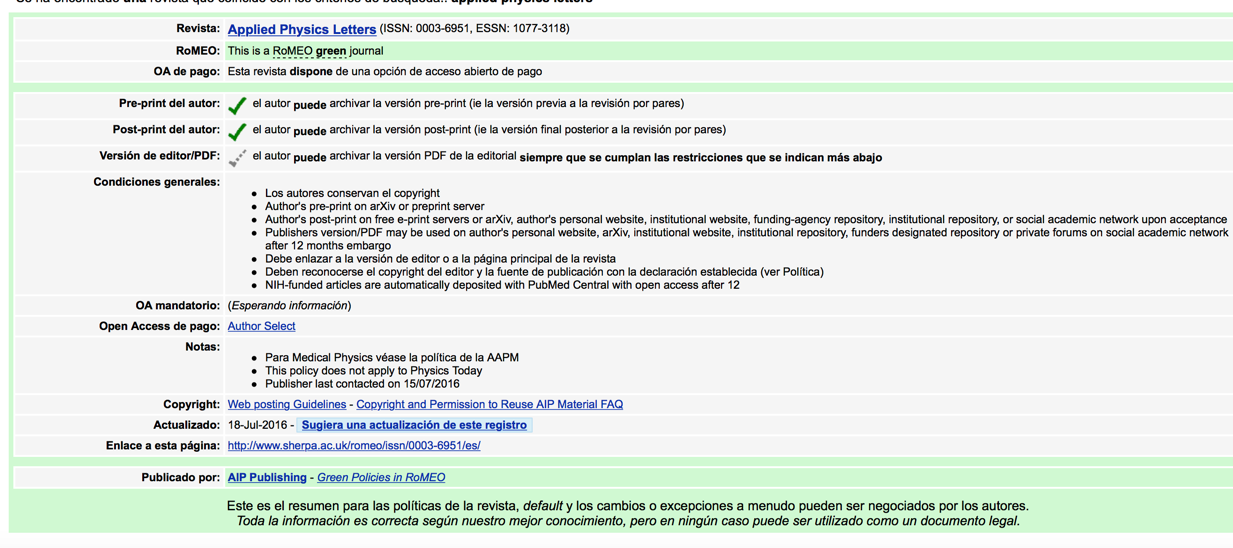 Se ha encontrado una revista que coincide con los criterios de búsqueda:: applied physics letters
Revista: Applied Physics Letters (ISSN: 0003-6951, ESSN: 1077-3118)
RoMEO: This is a RoMEO green journal
OA de pago: Esta revista dispone de una opción de acceso abierto de pago
Pre-print del autor: el autor puede archivar la versión pre-print (ie la versión previa a la revisión por pares)
Post-print del autor: el autor puede archivar la versión post-print (ie la versión final posterior a la revisión por pares)
Versión de editor/PDF: el autor puede archivar la versión PDF de la editorial siempre que se cumplan las restricciones que se indican más abajo
Condiciones generales:
• Los autores conservan el copyright
• Author's pre-print on arXiv or preprint server
• Author's post-print on free e-print servers or arXiv, author's personal website, institutional website, funding-agency repository, institutional repository, or social academic network upon acceptance
• Publishers version/PDF may be used on author's personal website, arXiv, institutional website, institutional repository, funders designated repository or private forums on social academic network
after 12 months embargo
• Debe enlazar a la versión de editor o a la página principal de la revista
• Deben reconocerse el copyright del editor y la fuente de publicación con la declaración establecida (ver Política)
• NIH-funded articles are automatically deposited with PubMed Central with open access after 12
OA mandatorio: (Esperando información)
Open Access de pago: Author Select
Notas:
• Para Medical Physics véase la política de la AAPM
• This policy does not apply to Physics Today
• Publisher last contacted on 15/07/2016
Copyright: Web posting Guidelines - Copyright and Permission to Reuse AIP Material FAQ
Actualizado: 18-Jul-2016 - Sugiera una actualización de este registro
Enlace a esta página: http://www.sherpa.ac.uk/romeo/issn/0003-6951/es/
Publicado por: AIP Publishing - Green Policies in RoMEO
Este es el resumen para las políticas de la revista, default y los cambios o excepciones a menudo pueden ser negociados por los autores.
Toda la información es correcta según nuestro mejor conocimiento, pero en ningún caso puede ser utilizado como un documento legal.